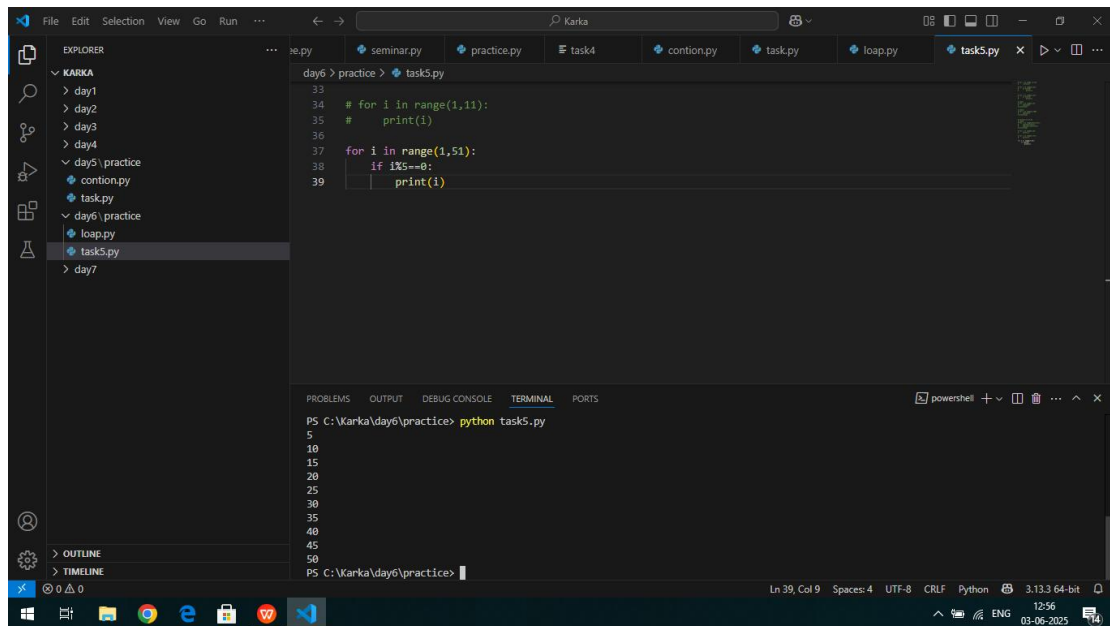 File Edit Selection View Go Run ··· Karka
EXPLORER ···
KARKA
> day1
> day2
> day3
> day4
day5\practice
contion.py
task.py
day6\practice
loap.py
task5.py
> day7
> OUTLINE
> TIMELINE
ee.py seminar.py practice.py task4 contion.py task.py loap.py task5.py
day6 > practice > task5.py
33
34 # for i in range(1,11):
35 #     print(i)
36
37 for i in range(1,51):
38     if i%5==0:
39         print(i)
PROBLEMS OUTPUT DEBUG CONSOLE TERMINAL PORTS powershell
PS C:\Karka\day6\practice> python task5.py
5
10
15
20
25
30
35
40
45
50
PS C:\Karka\day6\practice>
0 0 Ln 39, Col 9 Spaces: 4 UTF-8 CRLF Python 3.13.3 64-bit
ENG 12:56
03-06-2025 14